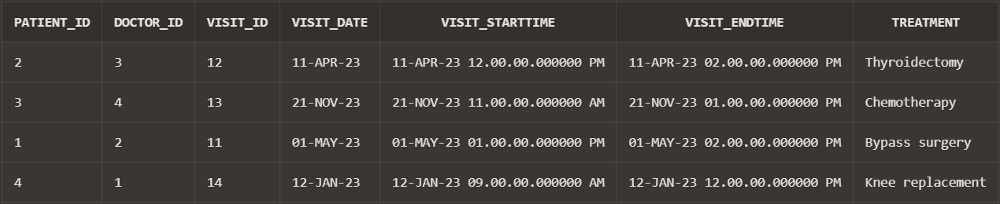 PATIENT_ID DOCTOR_ID VISIT_ID VISIT_DATE VISIT_STARTTIME VISIT_ENDTIME TREATMENT
2 3 12 11-APR-23 11-APR-23 12.00.00.000000 PM 11-APR-23 02.00.00.000000 PM Thyroidectomy
3 4 13 21-NOV-23 21-NOV-23 11.00.00.000000 AM 21-NOV-23 01.00.00.000000 PM Chemotherapy
1 2 11 01-MAY-23 01-MAY-23 01.00.00.000000 PM 01-MAY-23 02.00.00.000000 PM Bypass surgery
4 1 14 12-JAN-23 12-JAN-23 09.00.00.000000 AM 12-JAN-23 12.00.00.000000 PM Knee replacement